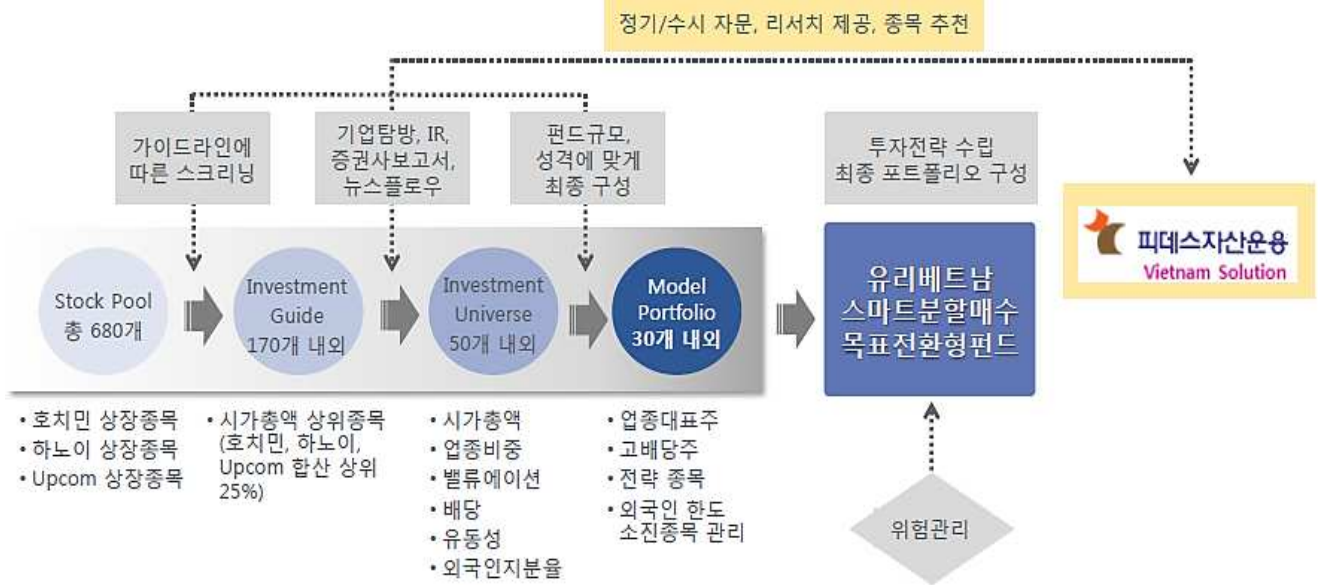 정기/수시 자문, 리서치 제공, 종목 추천
가이드라인에
따른 스크리닝
기업탐방, IR,
증권사보고서,
뉴스플로우
펀드규모,
성격에 맞게
최종 구성
투자전략 수립
최종 포트폴리오 구성
피데스자산운용
Vietnam Solution
Stock Pool
총 680개
Investment
Guide
170개 내외
Investment
Universe
50개 내외
Model
Portfolio
30개 내외
유리베트남
스마트분할매수
목표전환형펀드
• 호치민 상장종목
• 하노이 상장종목
• Upcom 상장종목
• 시가총액 상위종목
(호치민, 하노이,
Upcom 합산 상위
25%)
• 시가총액
• 업종비중
• 밸류에이션
• 배당
• 유동성
• 외국인지분율
• 업종대표주
• 고배당주
• 전략 종목
• 외국인 한도
소진종목 관리
위험관리